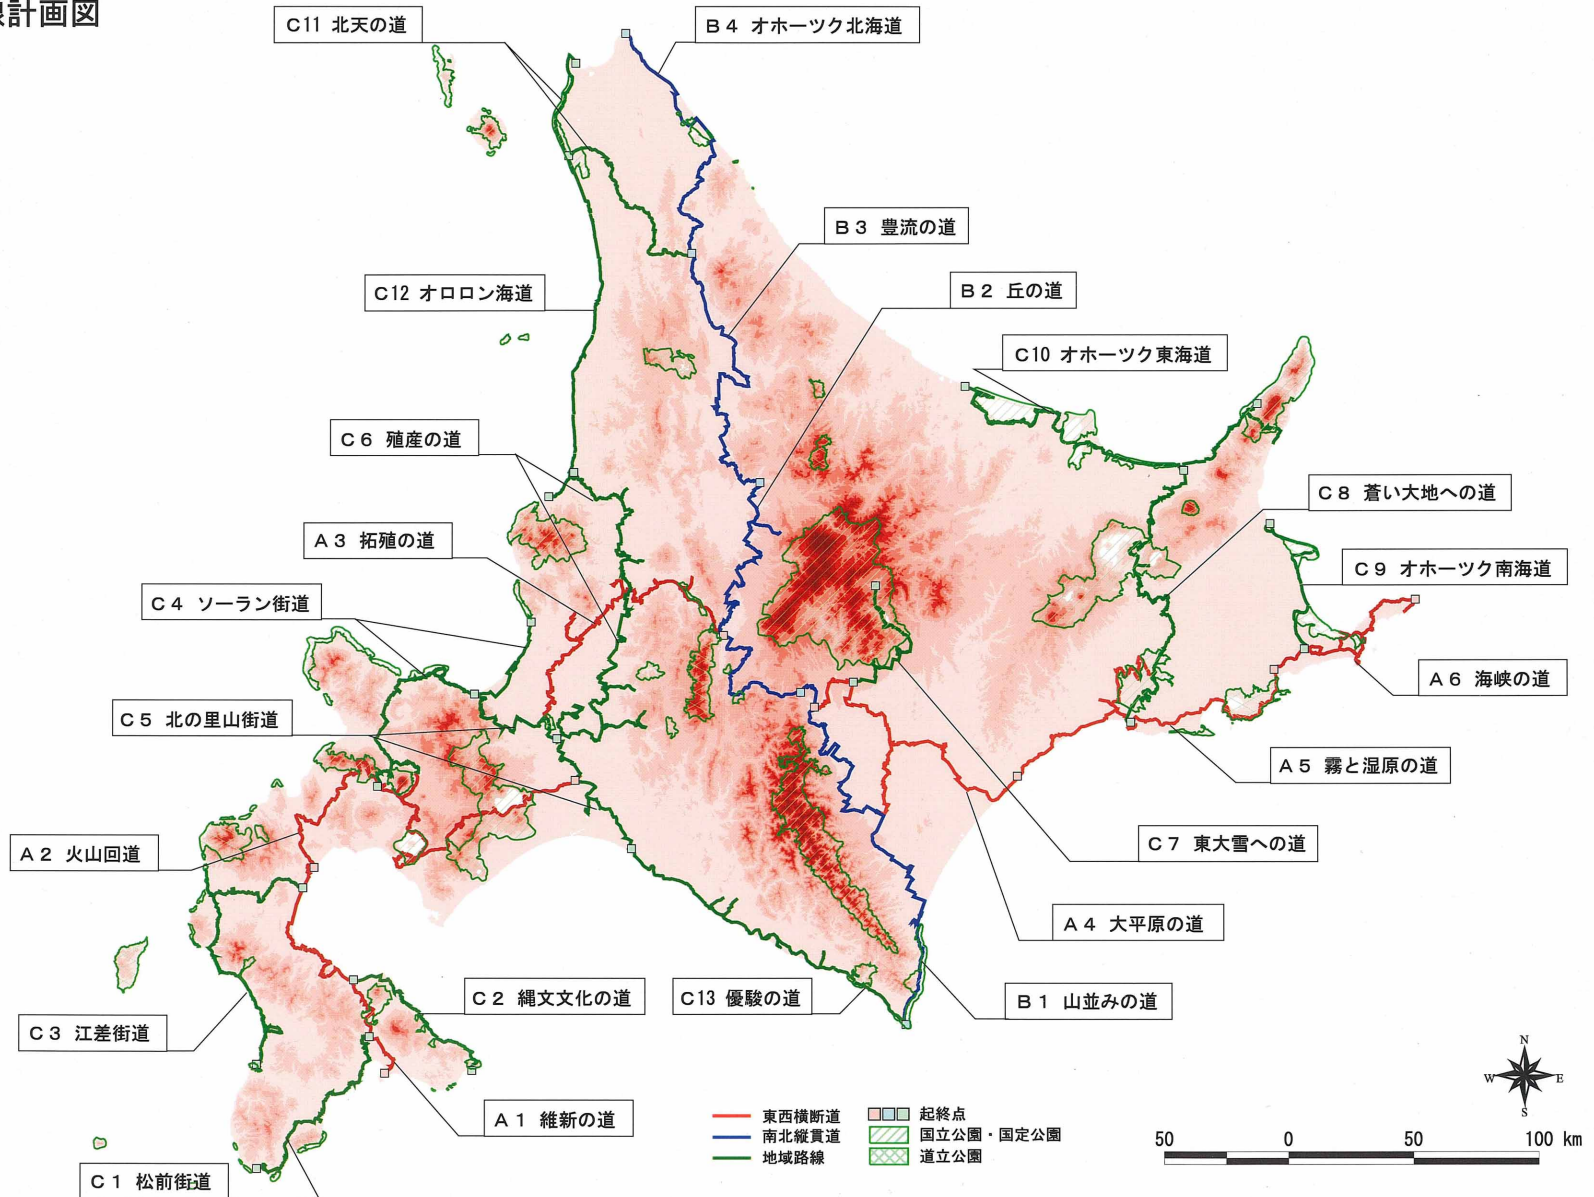 計画図
C11 北天の道
B4 オホーツク北海道
B3 豊流の道
C12 オロロン海道
B2 丘の道
C10 オホーツク東海道
C6 殖産の道
C8 蒼い大地への道
A3 拓殖の道
C9 オホーツク南海道
C4 ソーラン街道
A6 海峡の道
C5 北の里山街道
A5 霧と湿原の道
C7 東大雪への道
A2 火山回道
A4 大平原の道
C2 縄文文化の道
C13 優駿の道
B1 山並みの道
C3 江差街道
A1 維新の道
C1 松前街道
東西横断道
南北縦貫道
地域路線
起終点
国立公園・国定公園
道立公園
N
W
E
S
50 0 50 100 km